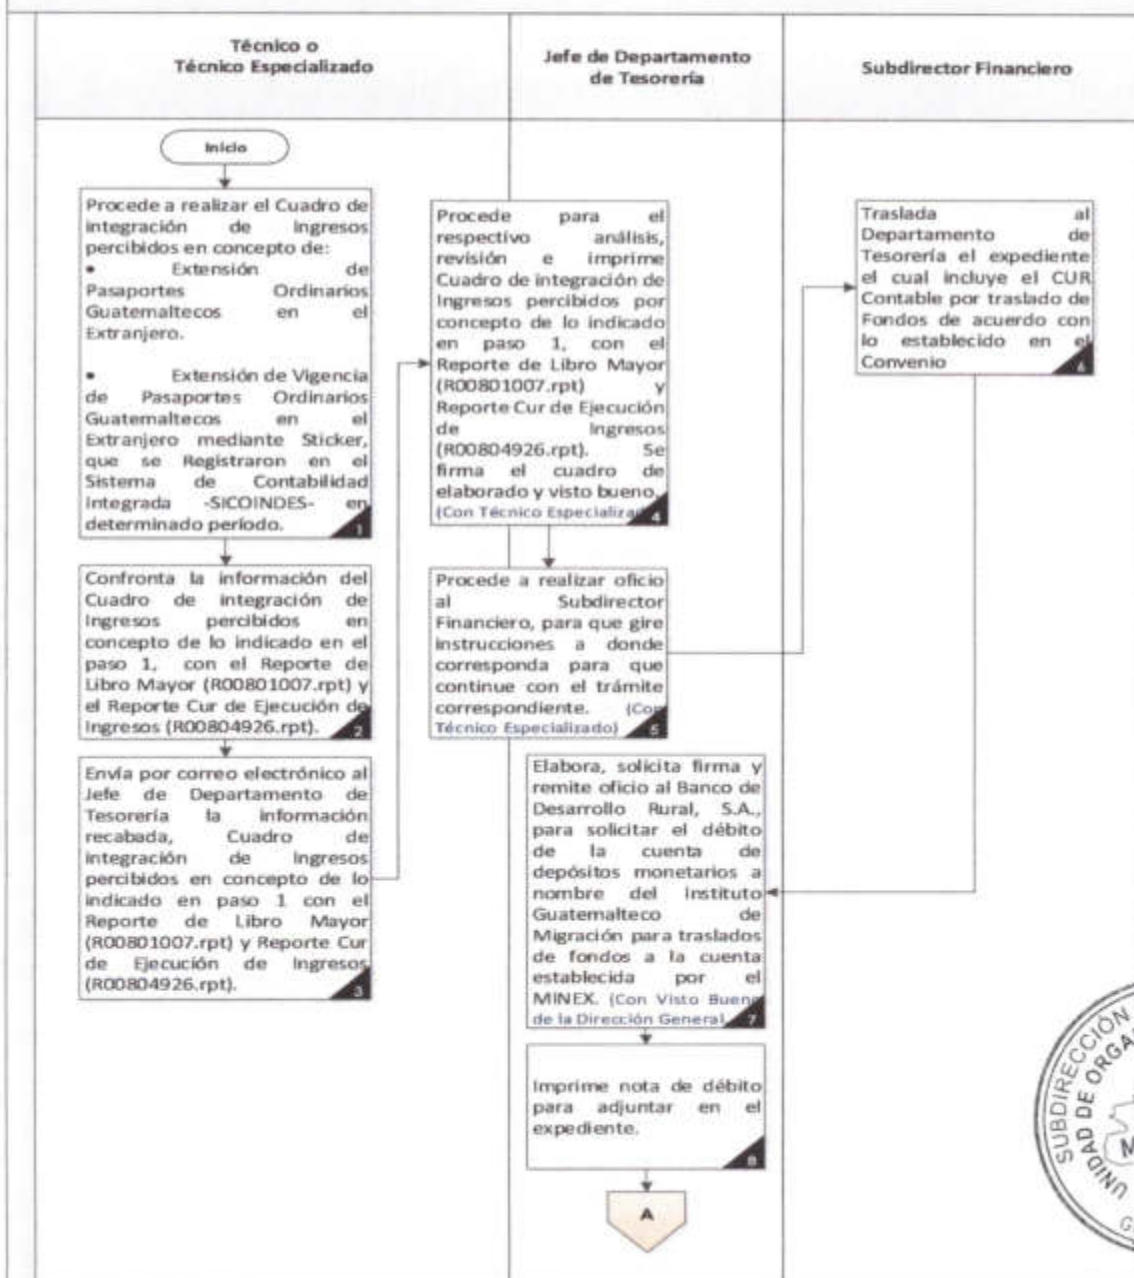 Técnico o
Técnico Especializado
Jefe de Departamento
de Tesorería
Subdirector Financiero
Inicio
Procede a realizar el Cuadro de
integración de Ingresos
percibidos en concepto de:
• Extensión de
Pasaportes Ordinarios
Guatemaltecos en el
Extranjero.
• Extensión de Vigencia
de Pasaportes Ordinarios
Guatemaltecos en el
Extranjero mediante Sticker,
que se Registraron en el
Sistema de Contabilidad
Integrada -SICOINDES- en
determinado período.
1
Confronta la información del
Cuadro de integración de
Ingresos percibidos en
concepto de lo indicado en el
paso 1, con el Reporte de
Libro Mayor (R00801007.rpt) y
el Reporte Cur de Ejecución de
Ingresos (R00804926.rpt).
2
Envía por correo electrónico al
Jefe de Departamento de
Tesorería la información
recabada, Cuadro de
integración de Ingresos
percibidos en concepto de lo
indicado en paso 1 con el
Reporte de Libro Mayor
(R00801007.rpt) y Reporte Cur
de Ejecución de Ingresos
(R00804926.rpt).
3
Procede para el
respectivo análisis,
revisión e imprime
Cuadro de integración de
Ingresos percibidos por
concepto de lo indicado
en paso 1, con el
Reporte de Libro Mayor
(R00801007.rpt) y
Reporte Cur de Ejecución
de Ingresos
(R00804926.rpt). Se
firma el cuadro de
elaborado y visto bueno.
(Con Técnico Especializad
4
Procede a realizar oficio
al Subdirector
Financiero, para que gire
instrucciones a donde
corresponda para que
continue con el trámite
correspondiente. (Con
Técnico Especializado)
5
Traslada al
Departamento de
Tesorería el expediente
el cual incluye el CUR
Contable por traslado de
Fondos de acuerdo con
lo establecido en el
Convenio
6
Elabora, solicita firma y
remite oficio al Banco de
Desarrollo Rural, S.A.,
para solicitar el débito
de la cuenta de
depósitos monetarios a
nombre del Instituto
Guatemalteco de
Migración para traslados
de fondos a la cuenta
establecida por el
MINEX. (Con Visto Bueno
de la Dirección General
7
Imprime nota de débito
para adjuntar en el
expediente.
8
A
SUBDIRECCIÓN
UNIDAD DE ORGA
M
G